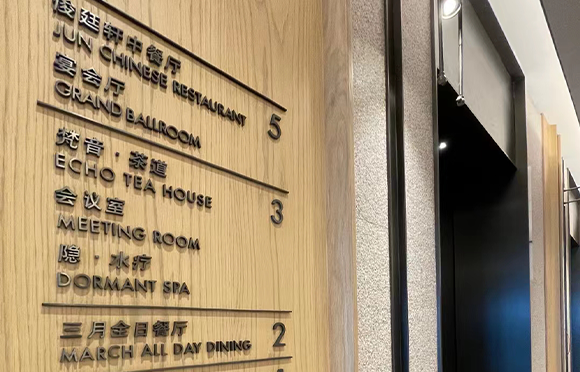 廷轩中餐厅
JUN CHINESE RESTAURANT
宴会厅
GRAND BALLROOM
5
梵音·茶道
ECHO TEA HOUSE
会议室
MEETING ROOM
隐·水疗
DORMANT SPA
3
三月全日餐厅
MARCH ALL DAY DINING
2